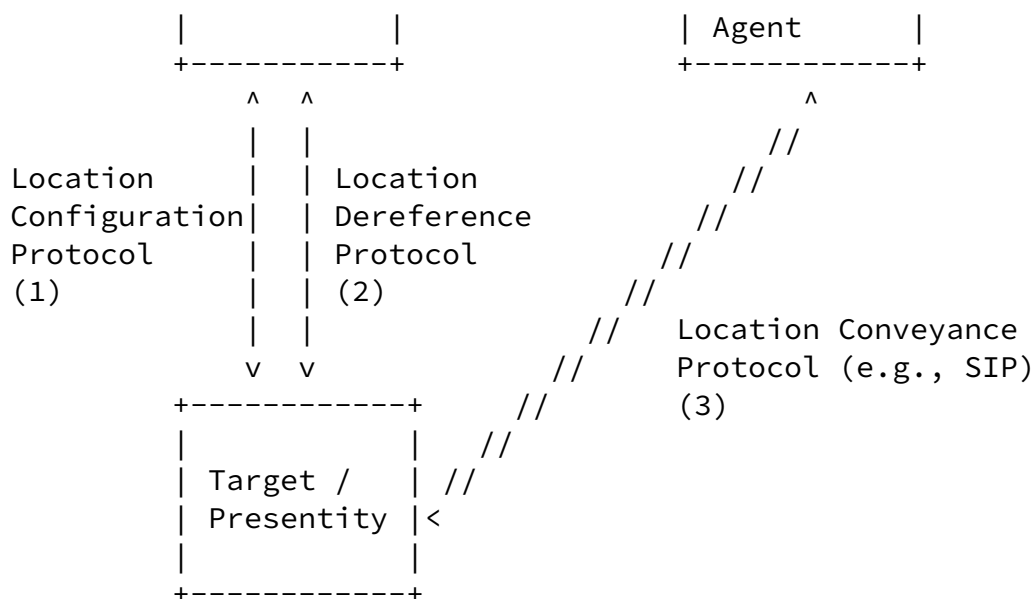 Agent
Location Location
Configuration Dereference
Protocol Protocol
(1) (2)
Location Conveyance
Protocol (e.g., SIP)
(3)
Target /
Presentity